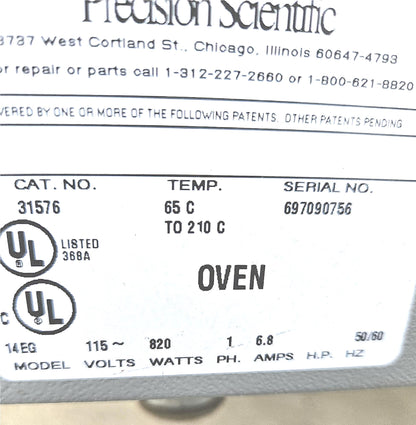 Precision Scientific
3737 West Cortland St., Chicago, Illinois 60647-4793
or repair or parts call 1-312-227-2660 or 1-800-621-8820
VERED BY ONE OR MORE OF THE FOLLOWING PATENTS. OTHER PATENTS PENDING
CAT. NO. TEMP. SERIAL NO.
31576 65 C 697090756
TO 210 C
UL LISTED
368A
OVEN
C UL
14EG 115~ 820 1 6.8 50/60
MODEL VOLTS WATTS PH. AMPS H.P. HZ